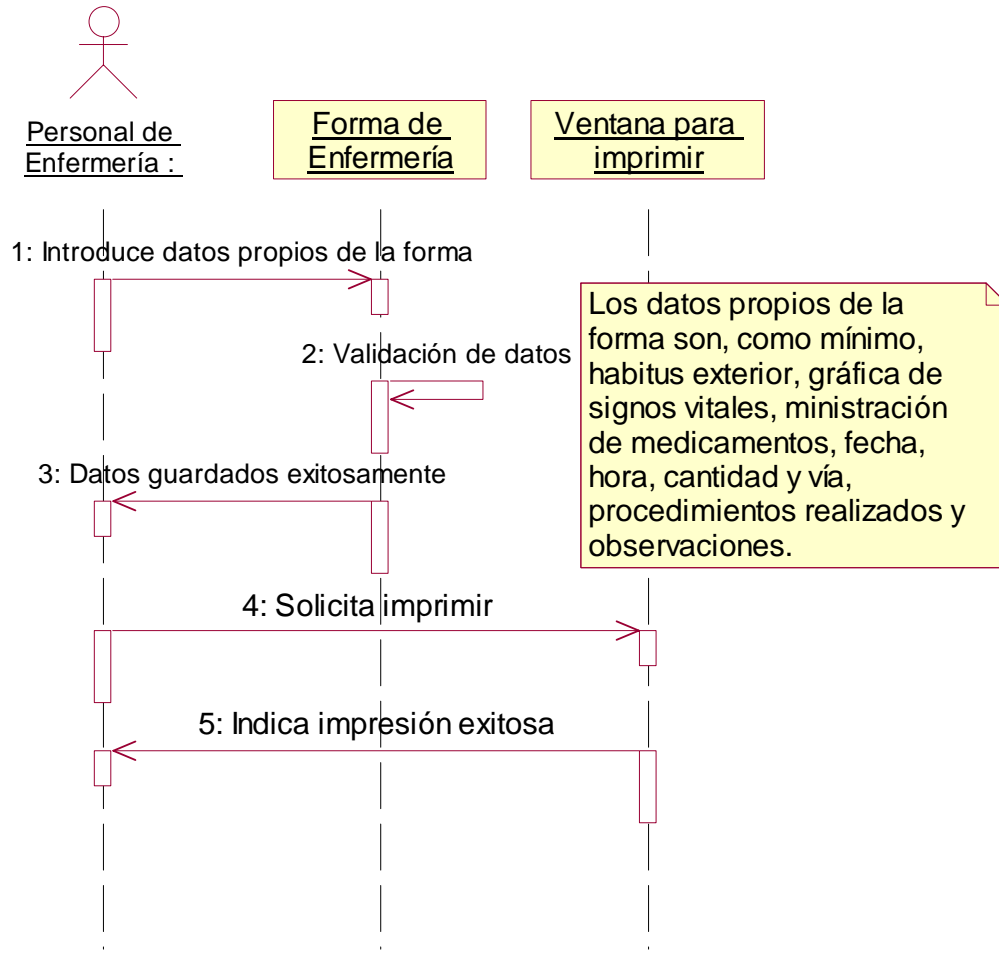 Personal de
Enfermería :
Forma de
Enfermería
Ventana para
imprimir
1: Introduce datos propios de la forma
2: Validación de datos
3: Datos guardados exitosamente
4: Solicita imprimir
5: Indica impresión exitosa
Los datos propios de la
forma son, como mínimo,
habitus exterior, gráfica de
signos vitales, ministración
de medicamentos, fecha,
hora, cantidad y vía,
procedimientos realizados y
observaciones.